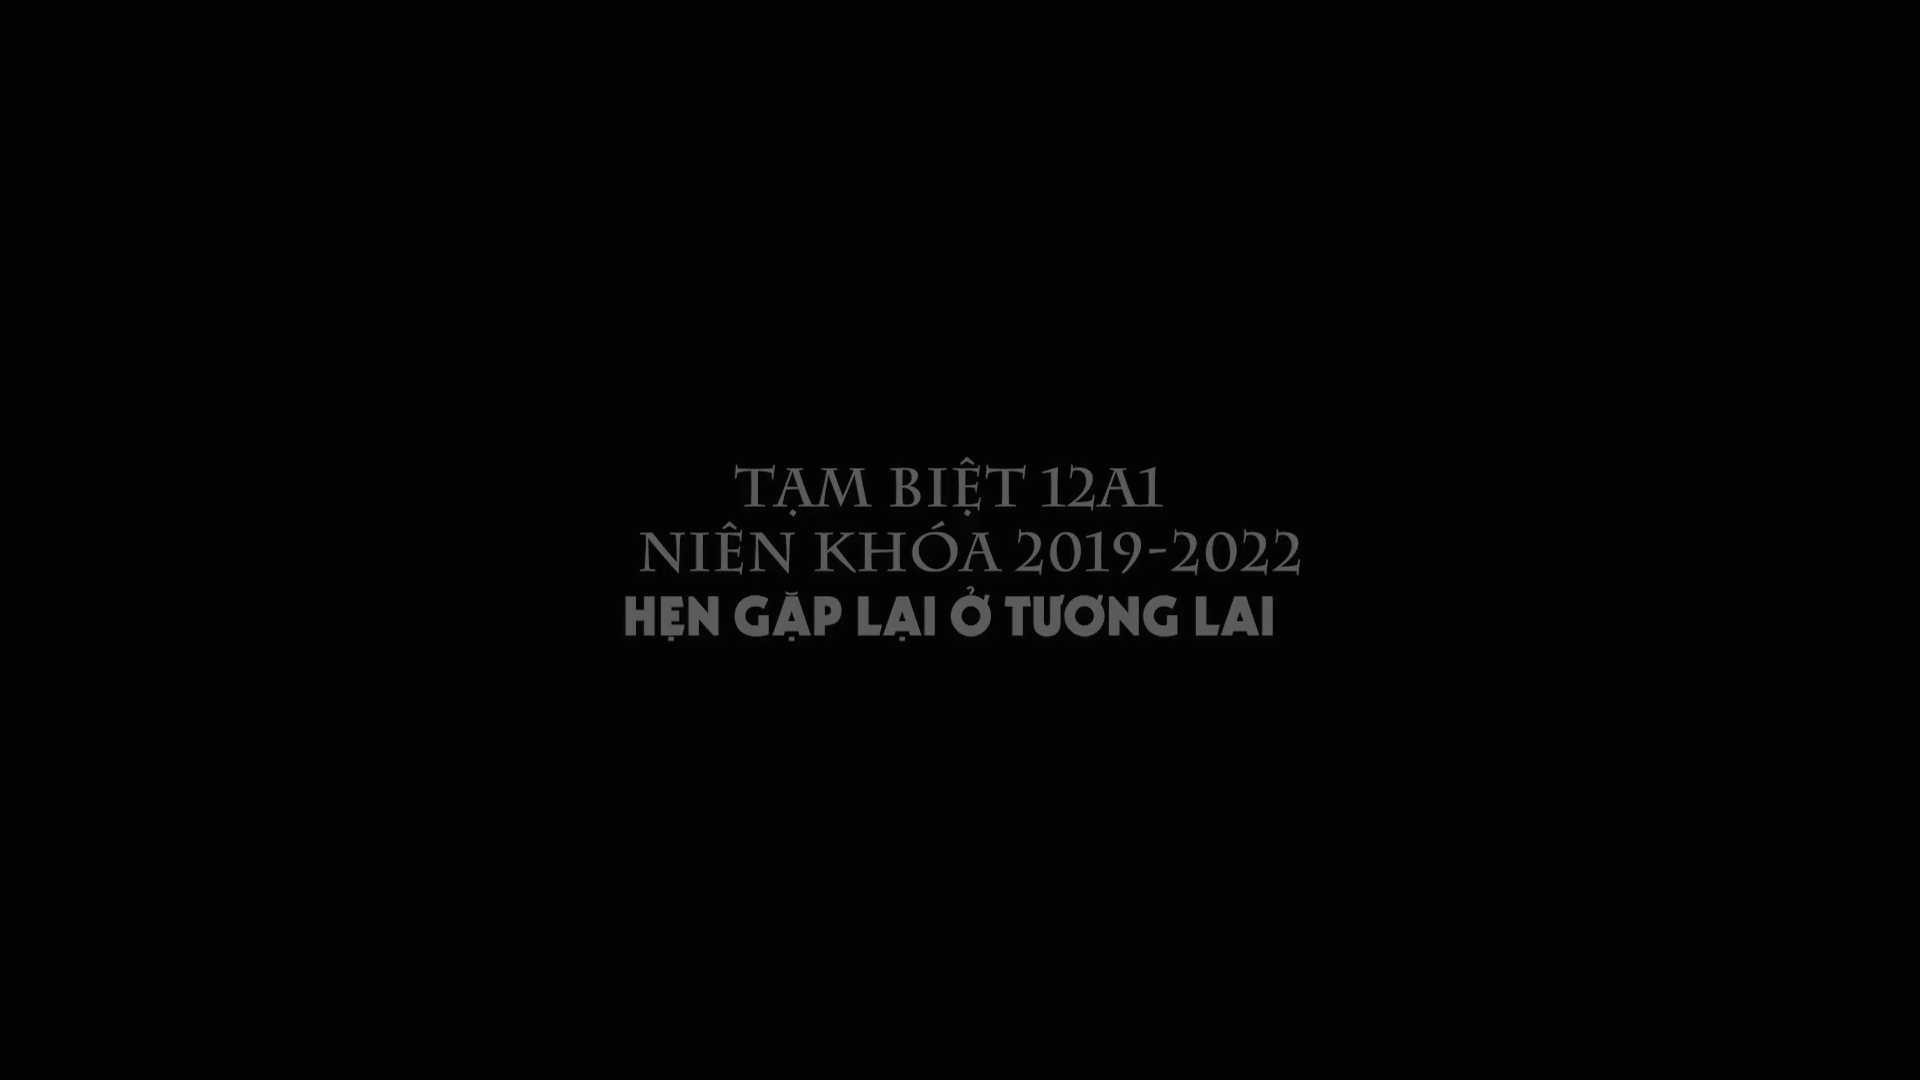 TẠM BIỆT 12A1
NIÊN KHÓA 2019-2022
HẸN GẶP LẠI Ở TƯƠNG LAI